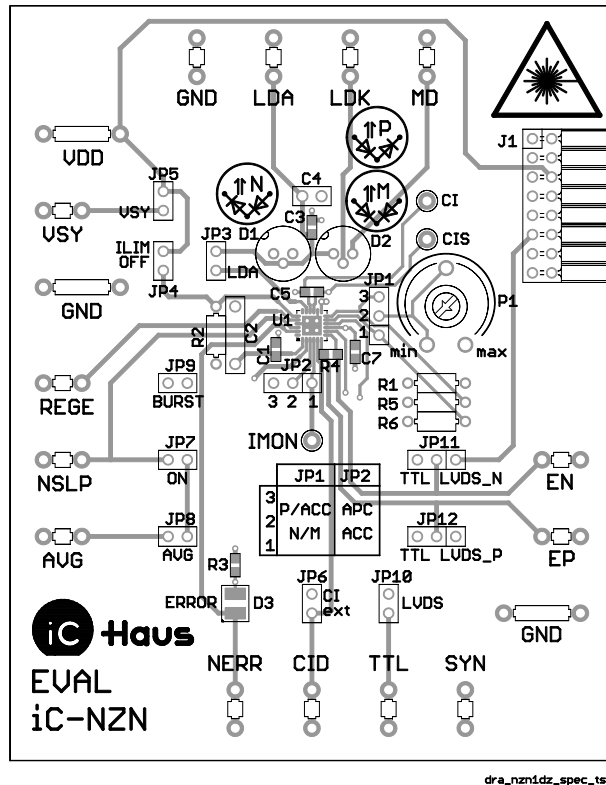 GND LDA LDK MD
P
J1
VDD
JP5
N
C4
M
VSY
VSY
C3
CI
D1
D2
ILIM
OFF
JP3
CIS
LDA
JP4
GND
C5
JP1
3
2
1
P1
R2
C2
U1
C1
R4
C7
min
max
JP9
BURST
JP2
3 2 1
R1
R5
R6
REGE
IMON
JP7
ON
JP11
TTL LVDS_N
NSLP
EN
JP1 JP2
3 P/ACC APC
2 N/M ACC
1
JP8
AVG
JP12
TTL LVDS_P
AVG
EP
R3
ERROR
D3
JP6
CI
ext
JP10
LVDS
GND
iC Haus
NERR CID TTL SYN
EVAL
iC-NZN
dra_nzn1dz_spec_ts